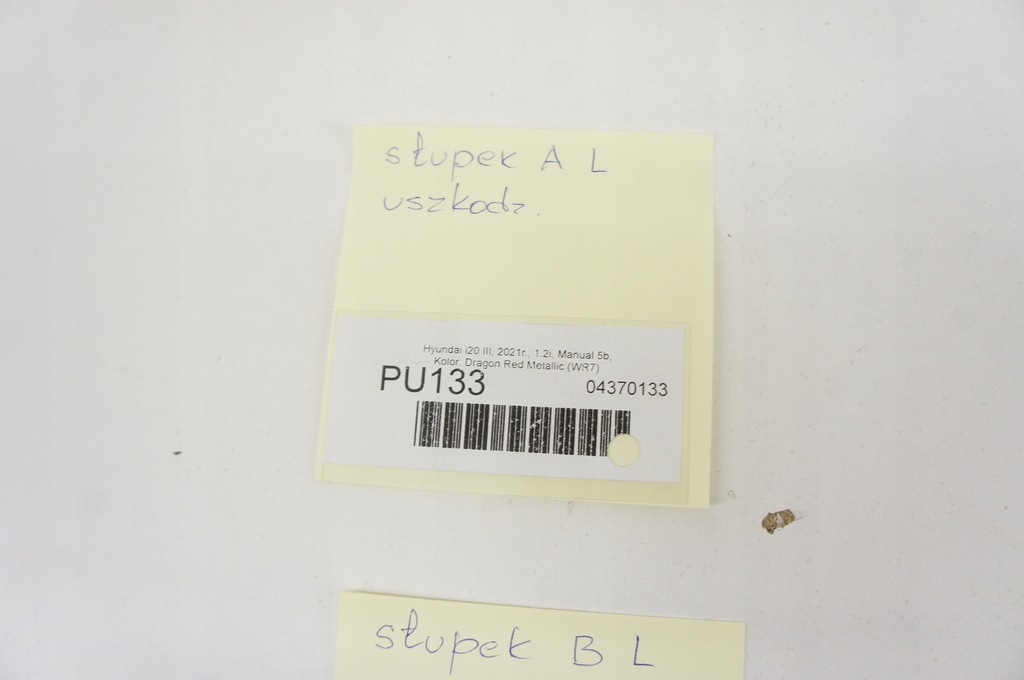 słupek A L
uszkodz.
Hyundai i20 III, 2021r., 1.2i, Manual 5b,
Kolor: Dragon Red Metallic (WR7)
PU133 04370133
słupek B L